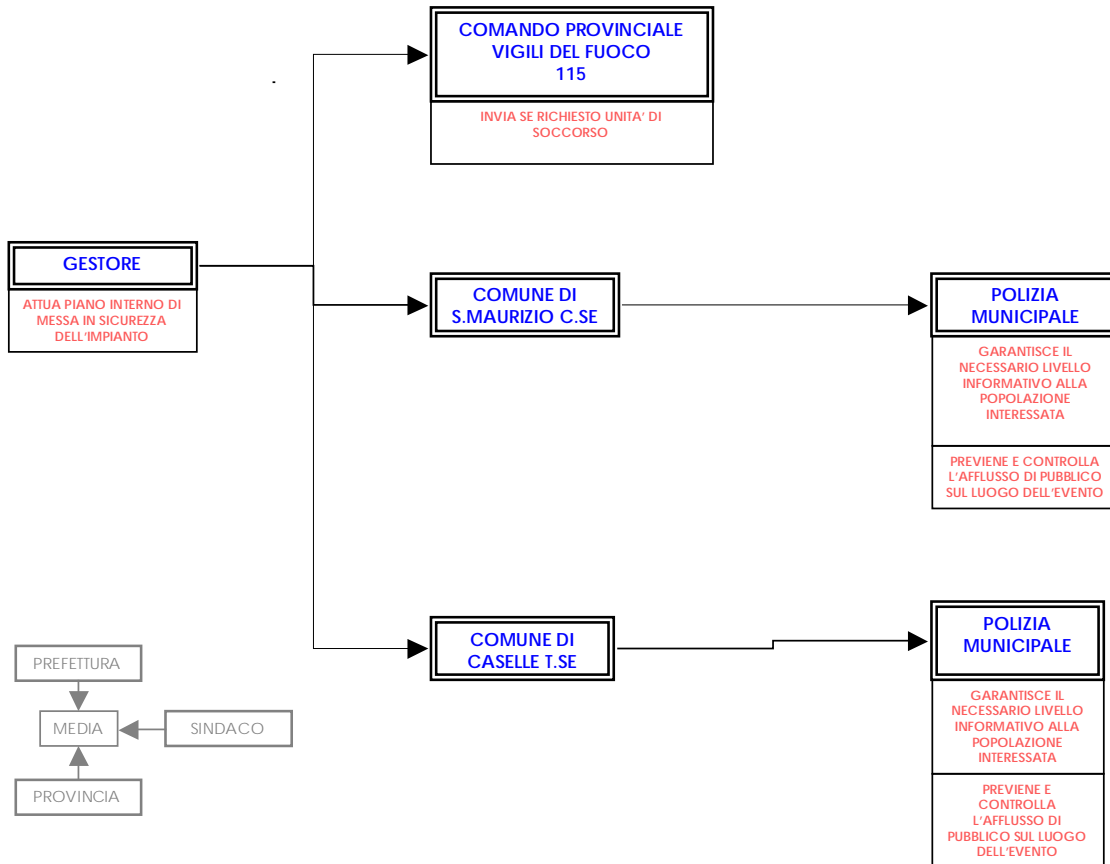 COMANDO PROVINCIALE
VIGILI DEL FUOCO
115
INVIA SE RICHIESTO UNITA' DI
SOCCORSO
GESTORE
ATTUA PIANO INTERNO DI
MESSA IN SICUREZZA
DELL'IMPIANTO
COMUNE DI
S.MAURIZIO C.SE
POLIZIA
MUNICIPALE
GARANTISCE IL
NECESSARIO LIVELLO
INFORMATIVO ALLA
POPOLAZIONE
INTERESSATA
PREVIENE E CONTROLLA
L'AFFLUSSO DI PUBBLICO
SUL LUOGO DELL'EVENTO
COMUNE DI
CASELLE T.SE
POLIZIA
MUNICIPALE
GARANTISCE IL
NECESSARIO LIVELLO
INFORMATIVO ALLA
POPOLAZIONE
INTERESSATA
PREVIENE E
CONTROLLA
L'AFFLUSSO DI
PUBBLICO SUL LUOGO
DELL'EVENTO
PREFETTURA
MEDIA
SINDACO
PROVINCIA